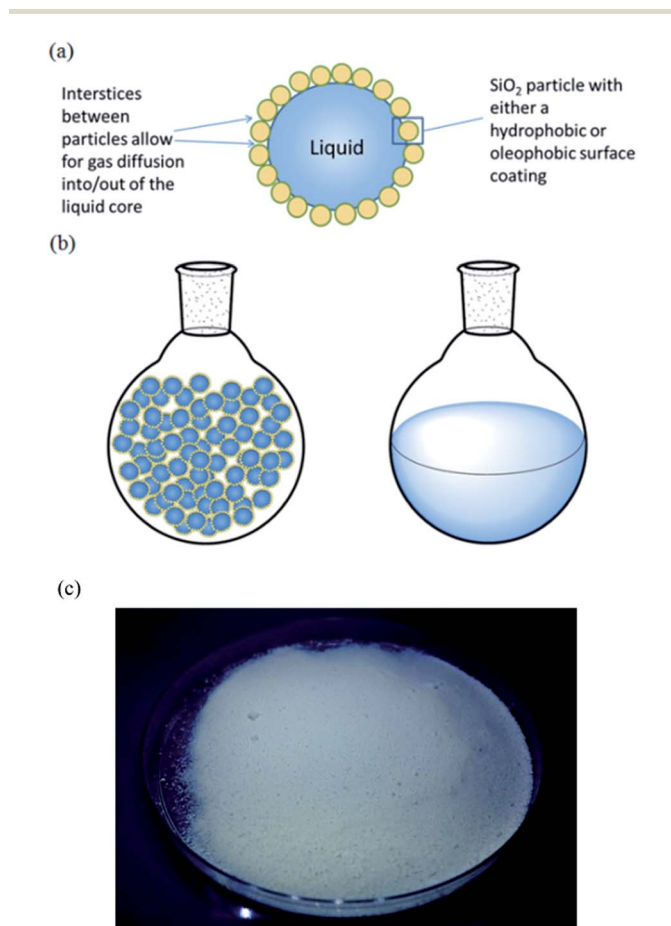 (a)
Interstices
between
particles allow
for gas diffusion
into/out of the
liquid core
Liquid
SiO₂ particle with
either a
hydrophobic or
oleophobic surface
coating
(b)
(c)